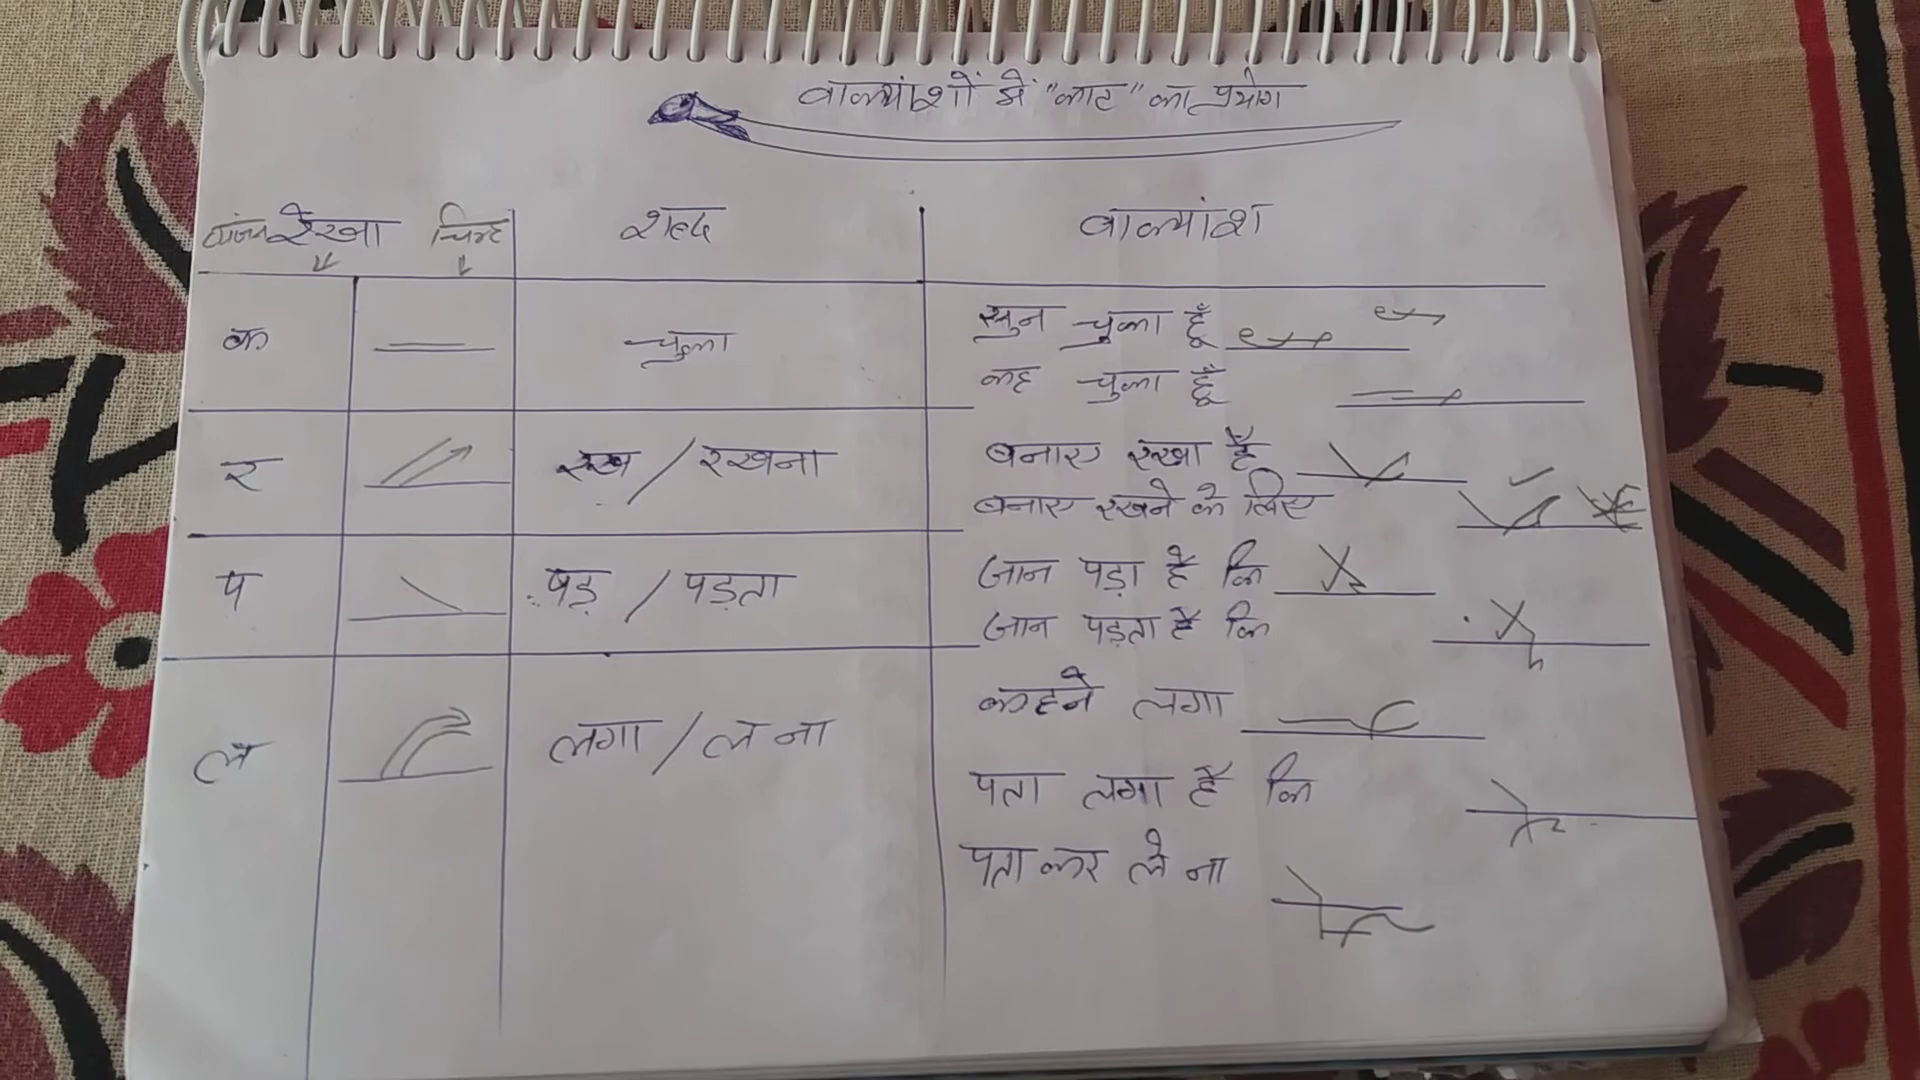 वाक्यांशों में "काट" का प्रयोग
व्यंजन रेखा चिन्ह शब्द वाक्यांश
क चुका सुन चुका हूँ
कह चुका हूँ
र रख / रखना बनाए रखा है
बनाए रखने के लिए
प पड़ / पड़ता जान पड़ा है कि
जान पड़ता है कि
ल लगा / ले ना कहने लगा
पता लगा है कि
पता कर ले ना